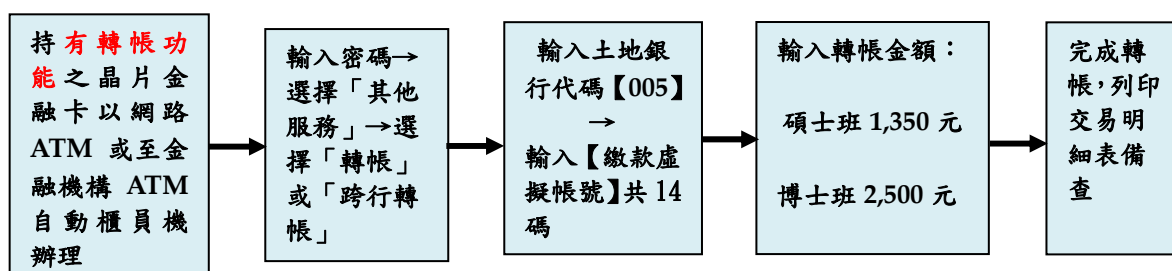 持有轉帳功
能之晶片金
融卡以網路
ATM 或至金
融機構 ATM
自動櫃員機
辦理
輸入密碼→
選擇「其他
服務」→選
擇「轉帳」
或「跨行轉
帳」
輸入土地銀
行代碼【005】
→
輸入【繳款虛
擬帳號】共 14
碼
輸入轉帳金額：
碩士班 1,350 元
博士班 2,500 元
完成轉
帳，列印
交易明
細表備
查